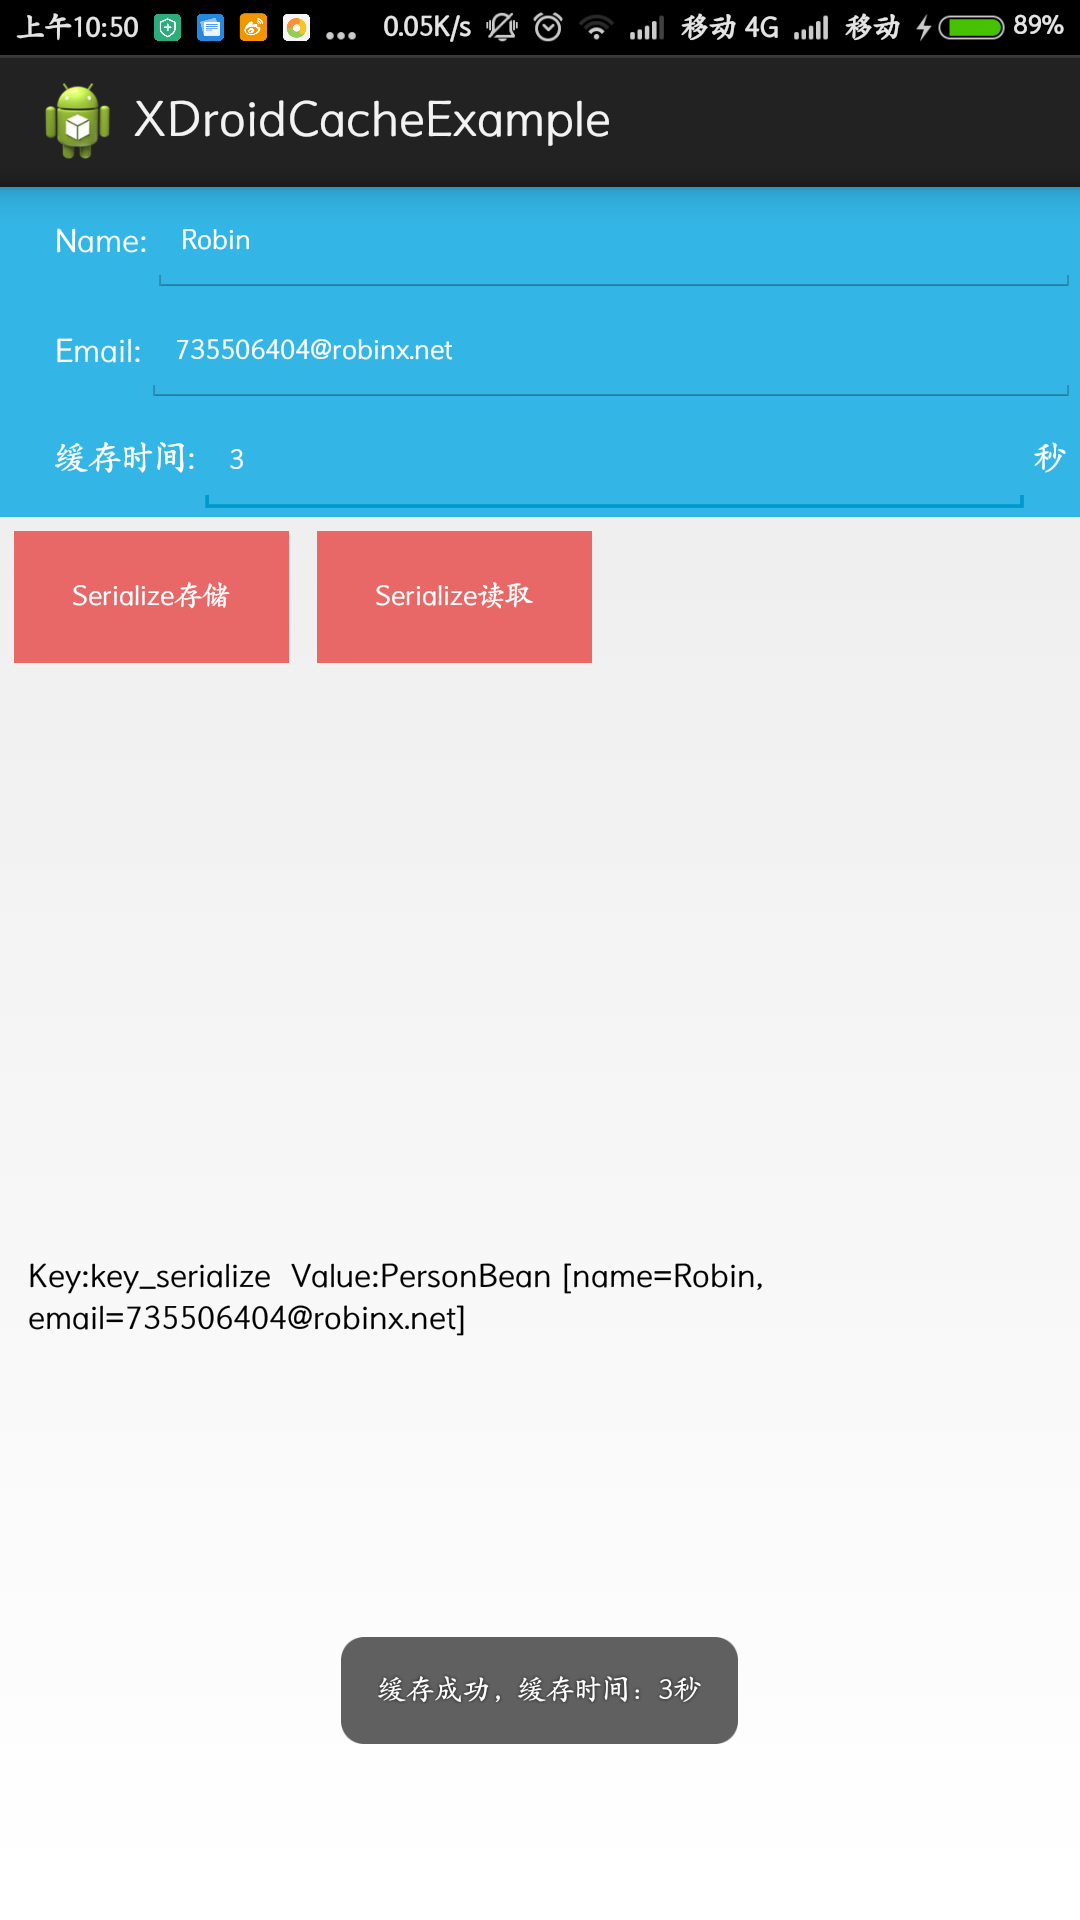 上午10:50 ... 0.05K/s 移动 4G 移动 89%
XDroidCacheExample
Name: Robin
Email: 735506404@robinx.net
缓存时间: 3 秒
Serialize存储 Serialize读取
Key:key_serialize  Value:PersonBean [name=Robin,
email=735506404@robinx.net]
缓存成功，缓存时间：3秒